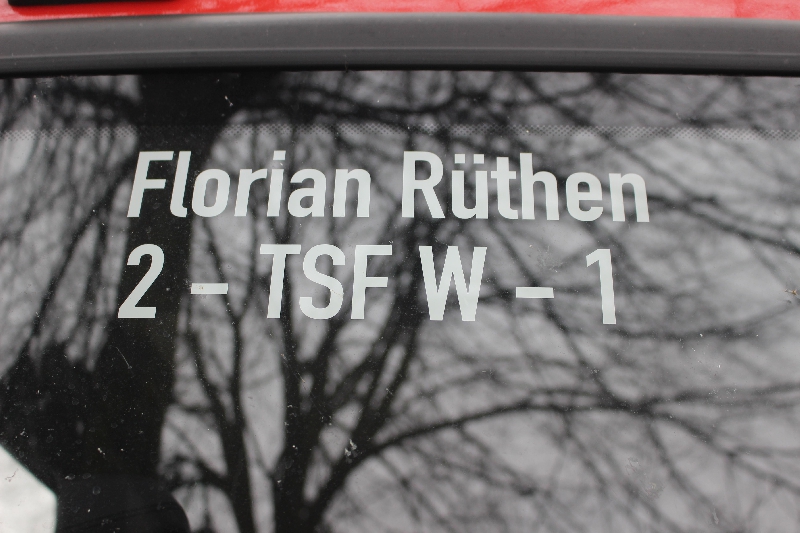 Florian Rüthen
2 - TSF W - 1